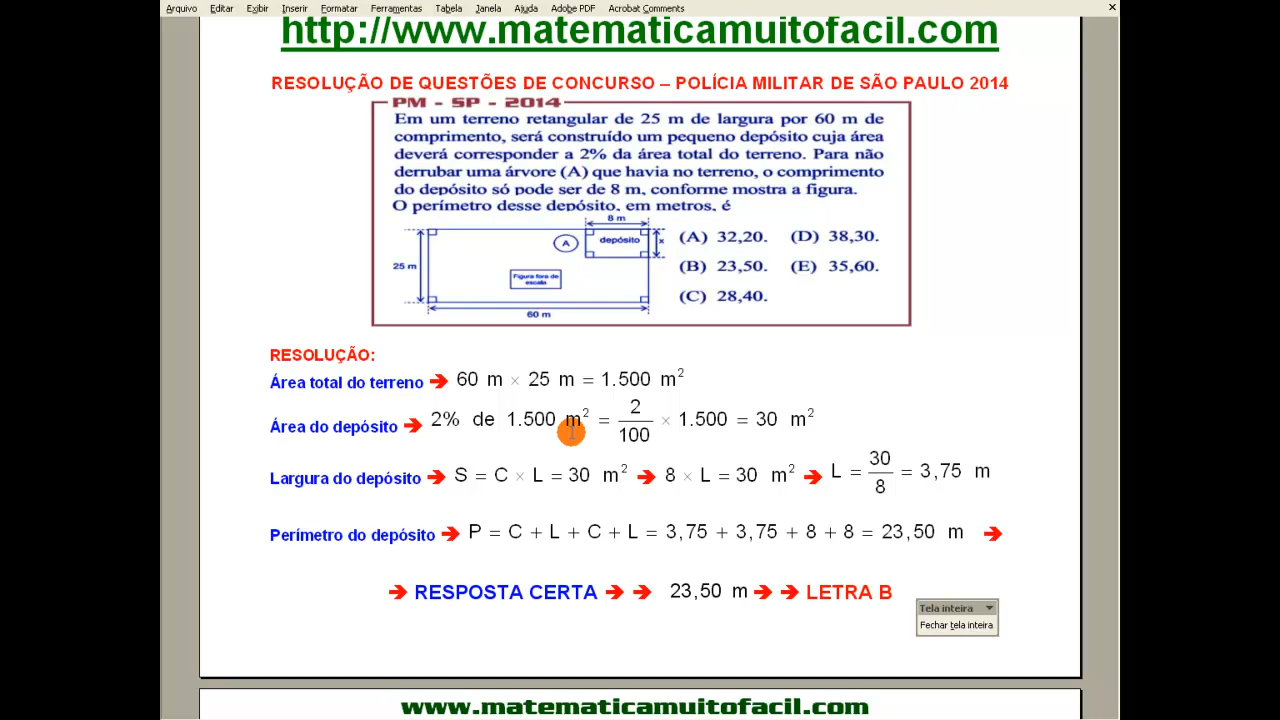 Arquivo Editar Exibir Inserir Formatar Ferramentas Tabela Janela Ajuda Adobe PDF Acrobat Comments
http://www.matematicamuitofacil.com
RESOLUÇÃO DE QUESTÕES DE CONCURSO – POLÍCIA MILITAR DE SÃO PAULO 2014
PM - SP - 2014
Em um terreno retangular de 25 m de largura por 60 m de
comprimento, será construído um pequeno depósito cuja área
deverá corresponder a 2% da área total do terreno. Para não
derrubar uma árvore (A) que havia no terreno, o comprimento
do depósito só pode ser de 8 m, conforme mostra a figura.
O perímetro desse depósito, em metros, é
8 m
A
depósito
x
25 m
Figura fora de
escala
60 m
(A) 32,20. (D) 38,30.
(B) 23,50. (E) 35,60.
(C) 28,40.
RESOLUÇÃO:
Área total do terreno ➔ 60 m × 25 m = 1.500 m²
Área do depósito ➔ 2% de 1.500 m² = 2/100 × 1.500 = 30 m²
Largura do depósito ➔ S = C × L = 30 m² ➔ 8 × L = 30 m² ➔ L = 30/8 = 3,75 m
Perímetro do depósito ➔ P = C + L + C + L = 3,75 + 3,75 + 8 + 8 = 23,50 m ➔
➔ RESPOSTA CERTA ➔ ➔ 23,50 m ➔ ➔ LETRA B
Tela inteira
Fechar tela inteira
www.matematicamuitofacil.com